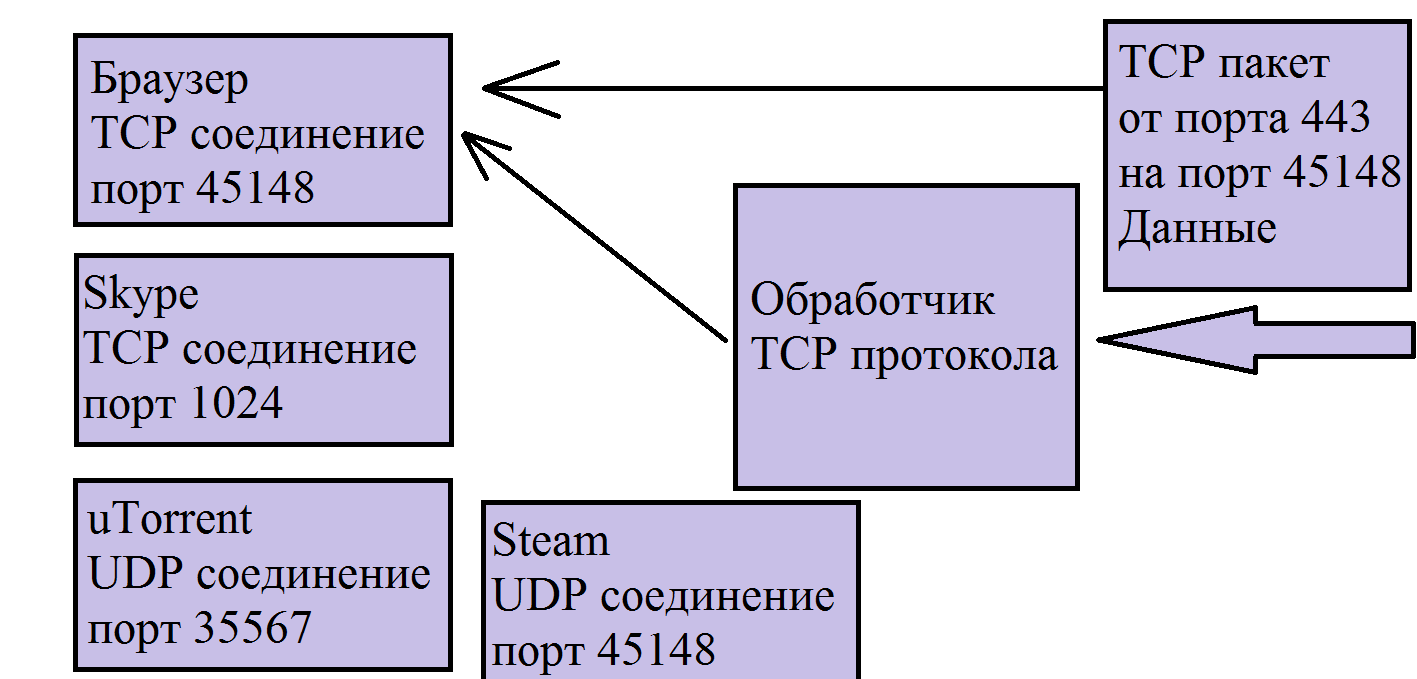 Браузер
TCP соединение
порт 45148
TCP пакет
от порта 443
на порт 45148
Данные
Обработчик
TCP протокола
Skype
TCP соединение
порт 1024
uTorrent
UDP соединение
порт 35567
Steam
UDP соединение
порт 45148